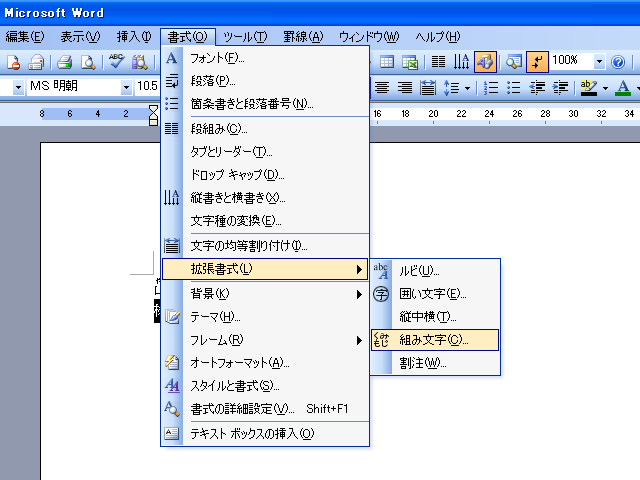 Microsoft Word
編集(E) 表示(V) 挿入(I) 書式(O) ツール(T) 罫線(A) ウィンドウ(W) ヘルプ(H)
100%
MS 明朝 10.5
8 6 4 2 16 18 20 22 24 26 28 30 32 34
フォント(F)...
段落(P)...
箇条書きと段落番号(N)...
段組み(C)...
タブとリーダー(T)...
ドロップ キャップ(D)...
縦書きと横書き(X)...
文字種の変換(E)...
文字の均等割り付け(I)...
拡張書式(L)
背景(K)
テーマ(H)...
フレーム(R)
オートフォーマット(A)...
スタイルと書式(S)...
書式の詳細設定(V)... Shift+F1
テキスト ボックスの挿入(O)
ルビ(U)...
囲い文字(E)...
縦中横(T)...
組み文字(C)...
割注(W)...